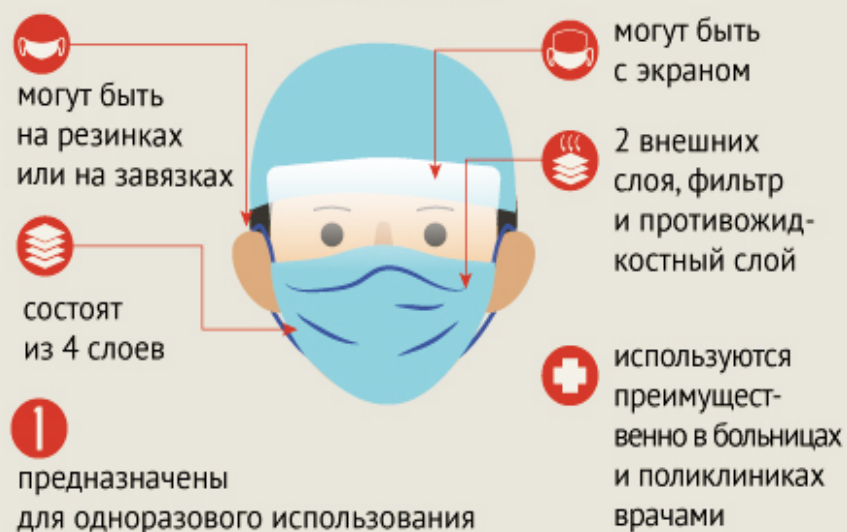 могут быть
на резинках
или на завязках
состоят
из 4 слоев
1
предназначены
для одноразового использования
могут быть
с экраном
2 внешних
слоя, фильтр
и противожид-
костный слой
используются
преимущест-
венно в больницах
и поликлиниках
врачами